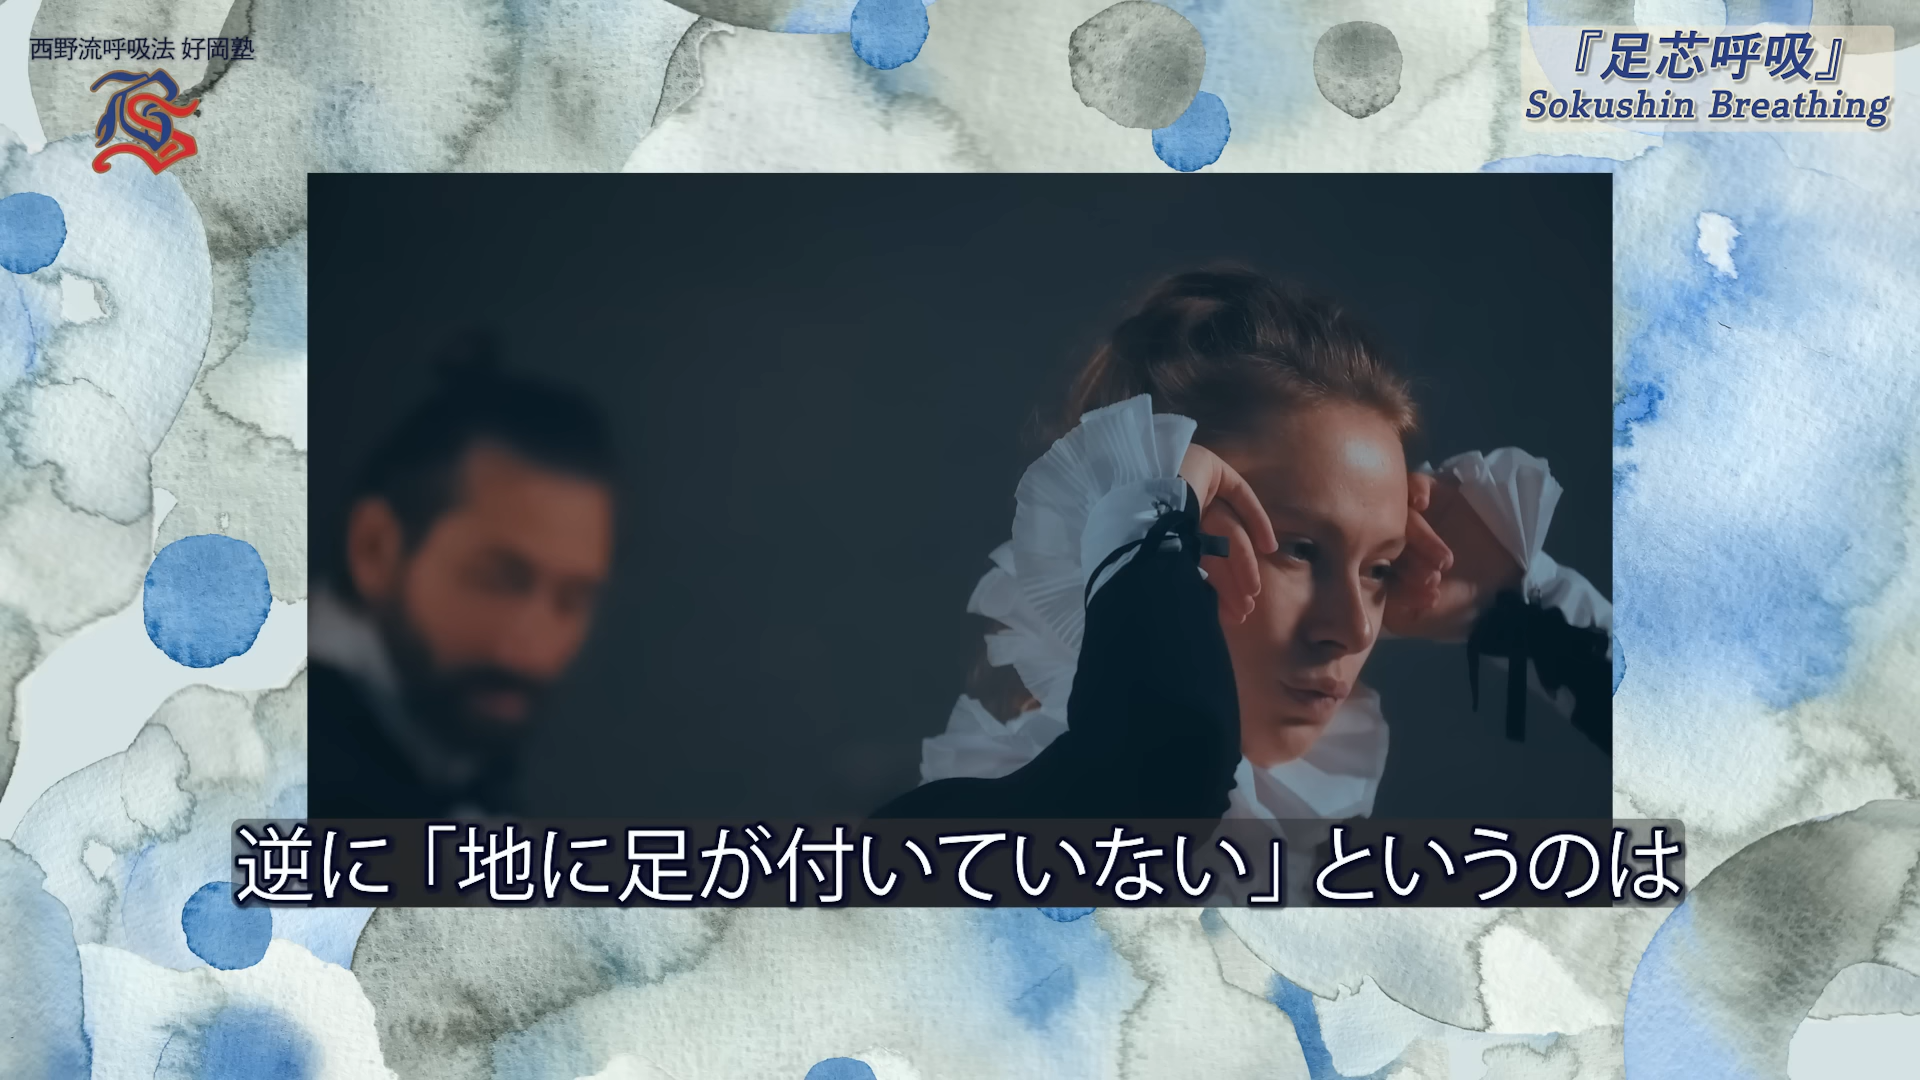 西野流呼吸法 好岡塾
『足芯呼吸』
Sokushin Breathing
逆に「地に足が付いていない」というのは